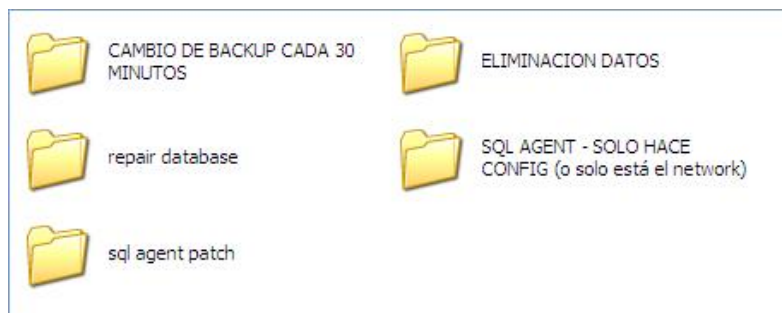 CAMBIO DE BACKUP CADA 30
MINUTOS
ELIMINACION DATOS
repair database
SQL AGENT - SOLO HACE
CONFIG (o solo está el network)
sql agent patch